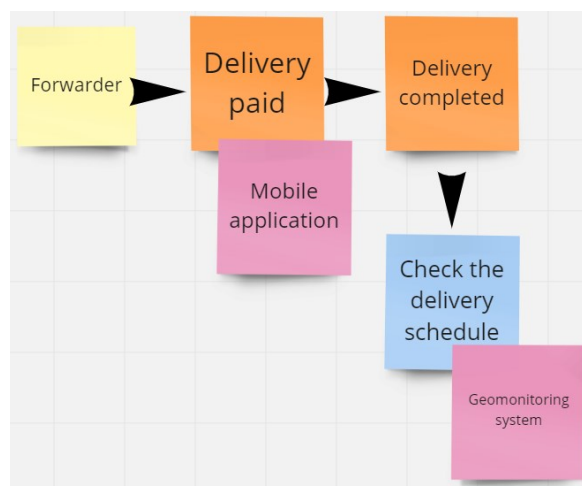 Forwarder
Delivery
paid
Delivery
completed
Mobile
application
Check the
delivery
schedule
Geomonitoring
system